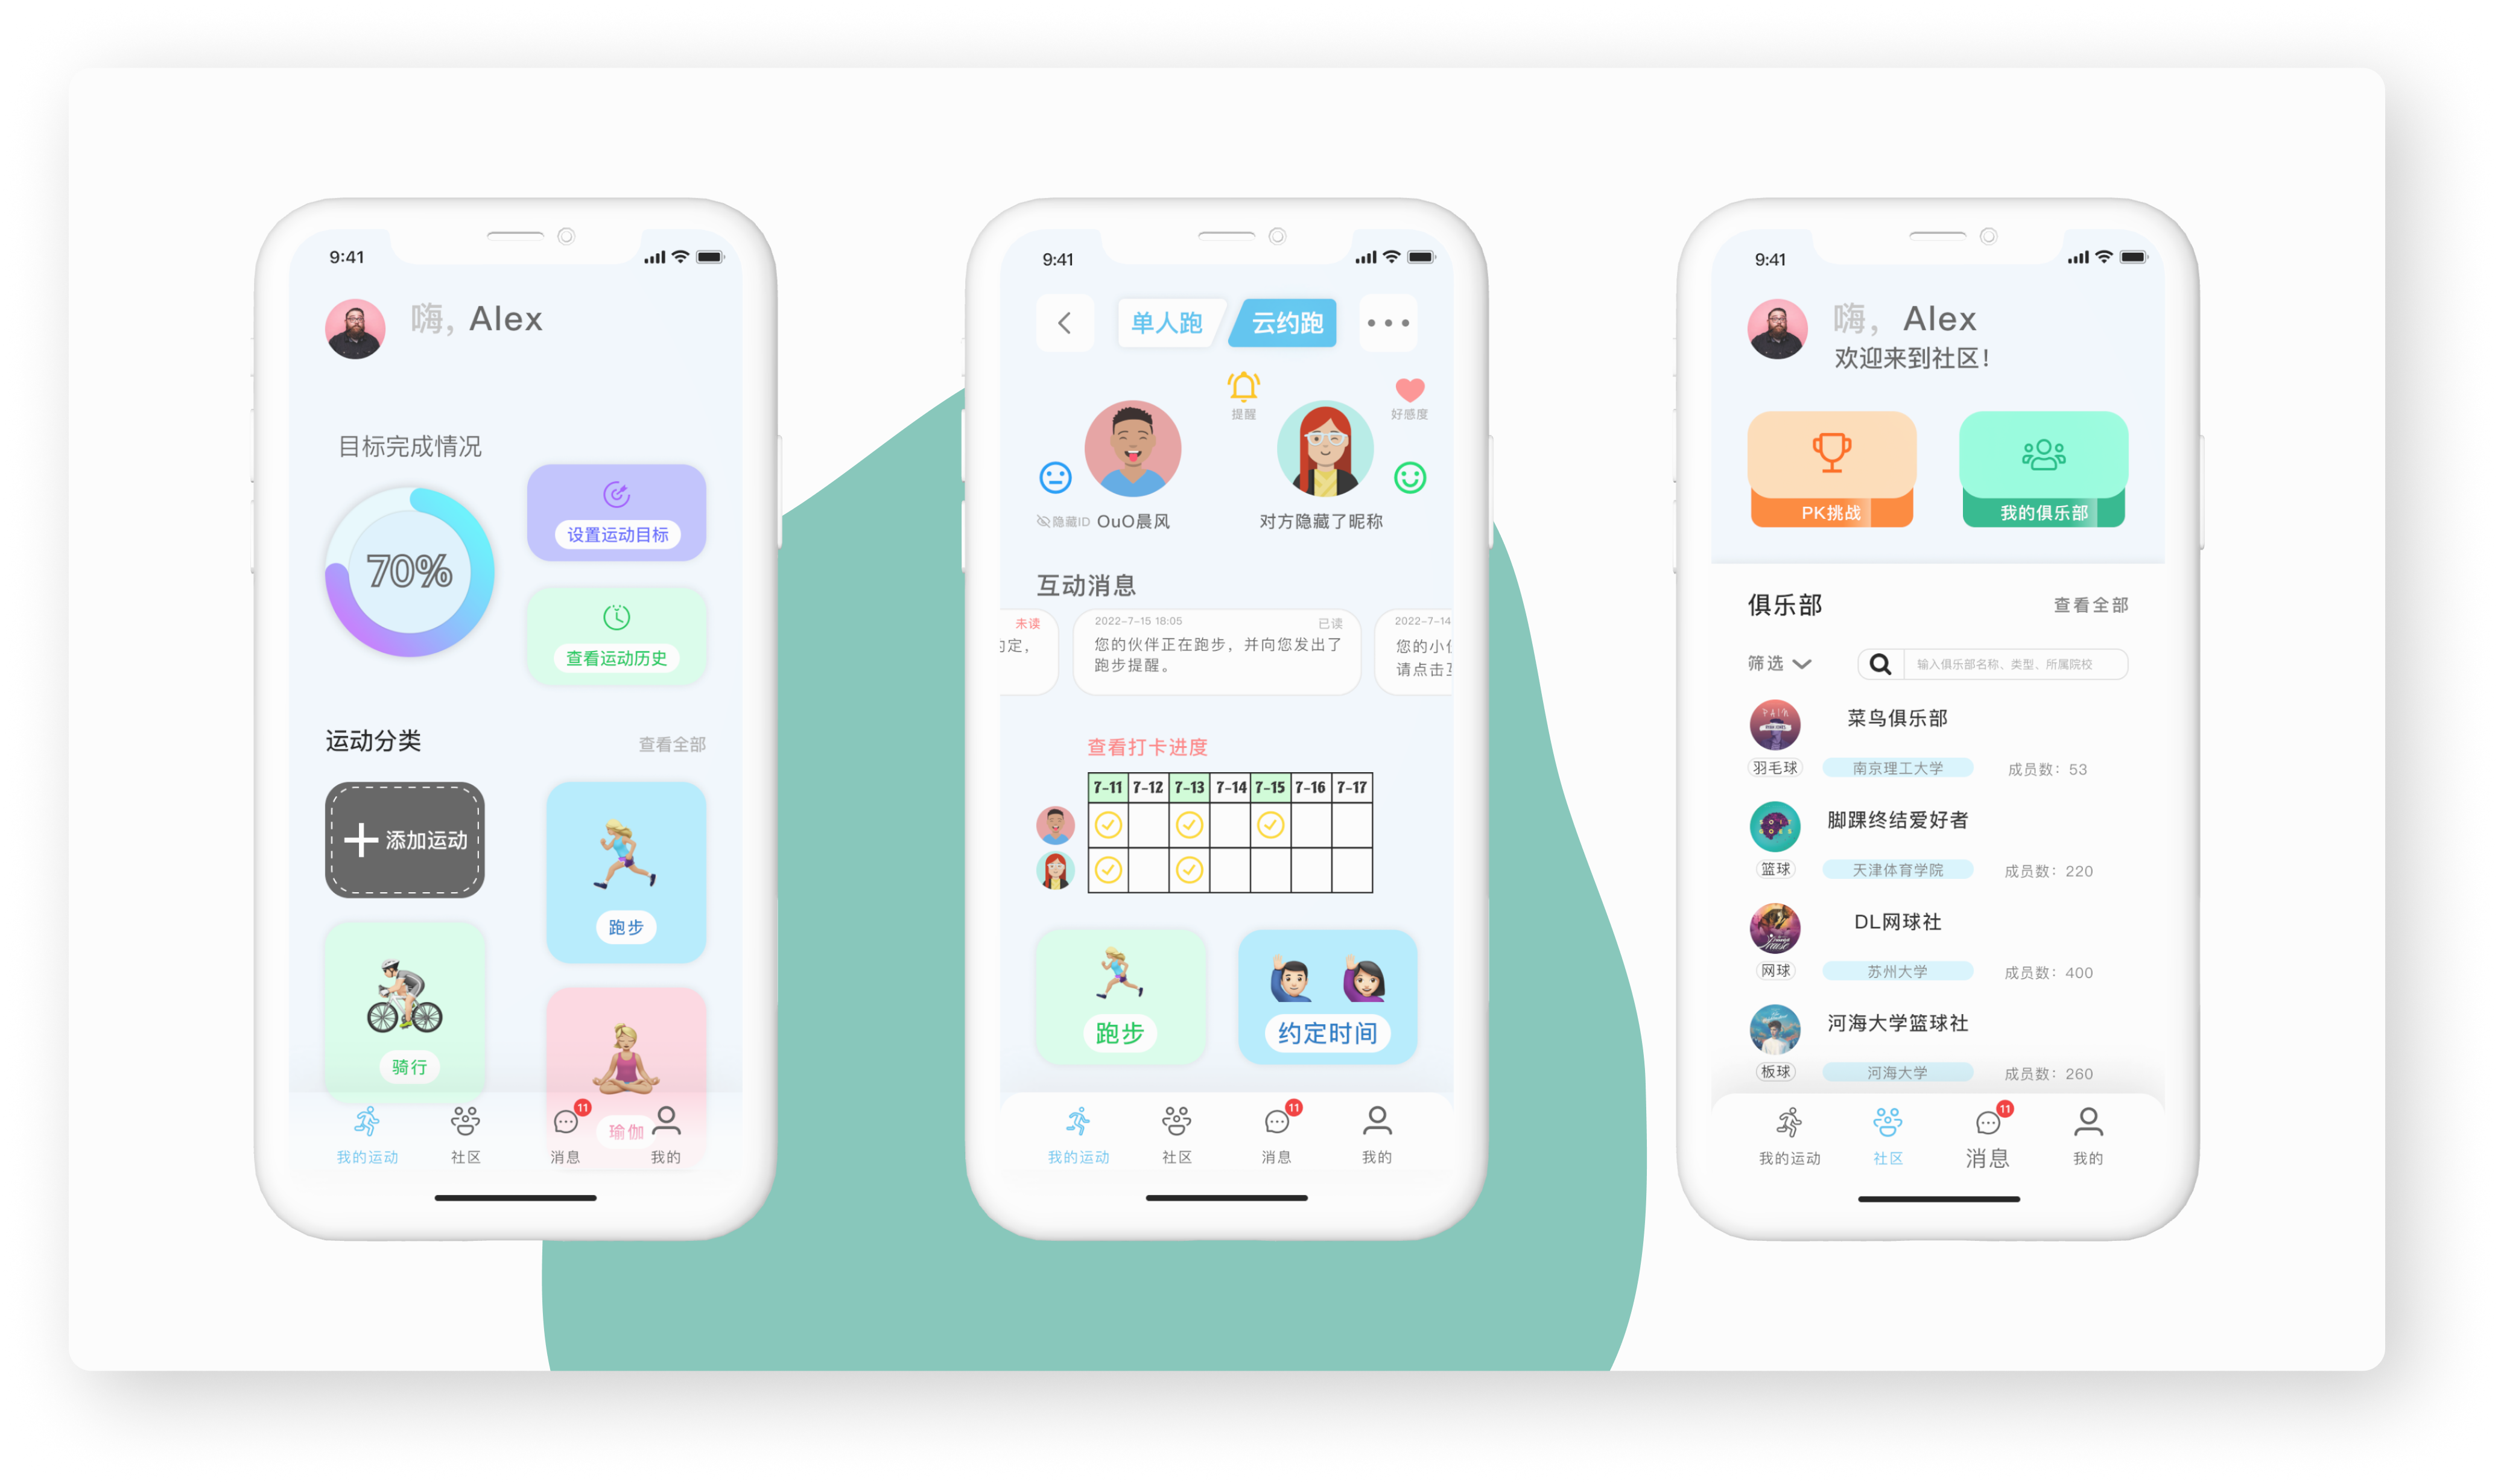 9:41
嗨, Alex
目标完成情况
70%
设置运动目标
查看运动历史
运动分类
查看全部
添加运动
跑步
骑行
瑜伽
11
我的运动
社区
消息
我的
9:41
单人跑
云约跑
提醒
好感度
隐藏ID
OuO晨风
对方隐藏了昵称
互动消息
未读
定,
2022-7-15 18:05
已读
您的伙伴正在跑步，并向您发出了
跑步提醒。
2022-7-14
您的小
请点击
查看打卡进度
7-11 7-12 7-13 7-14 7-15 7-16 7-17
跑步
约定时间
11
我的运动
社区
消息
我的
9:41
嗨，Alex
欢迎来到社区！
PK挑战
我的俱乐部
俱乐部
查看全部
筛选
输入俱乐部名称、类型、所属院校
PAIN
菜鸟俱乐部
羽毛球
南京理工大学
成员数：53
脚踝终结爱好者
篮球
天津体育学院
成员数：220
DL网球社
网球
苏州大学
成员数：400
河海大学篮球社
板球
河海大学
成员数：260
11
我的运动
社区
消息
我的